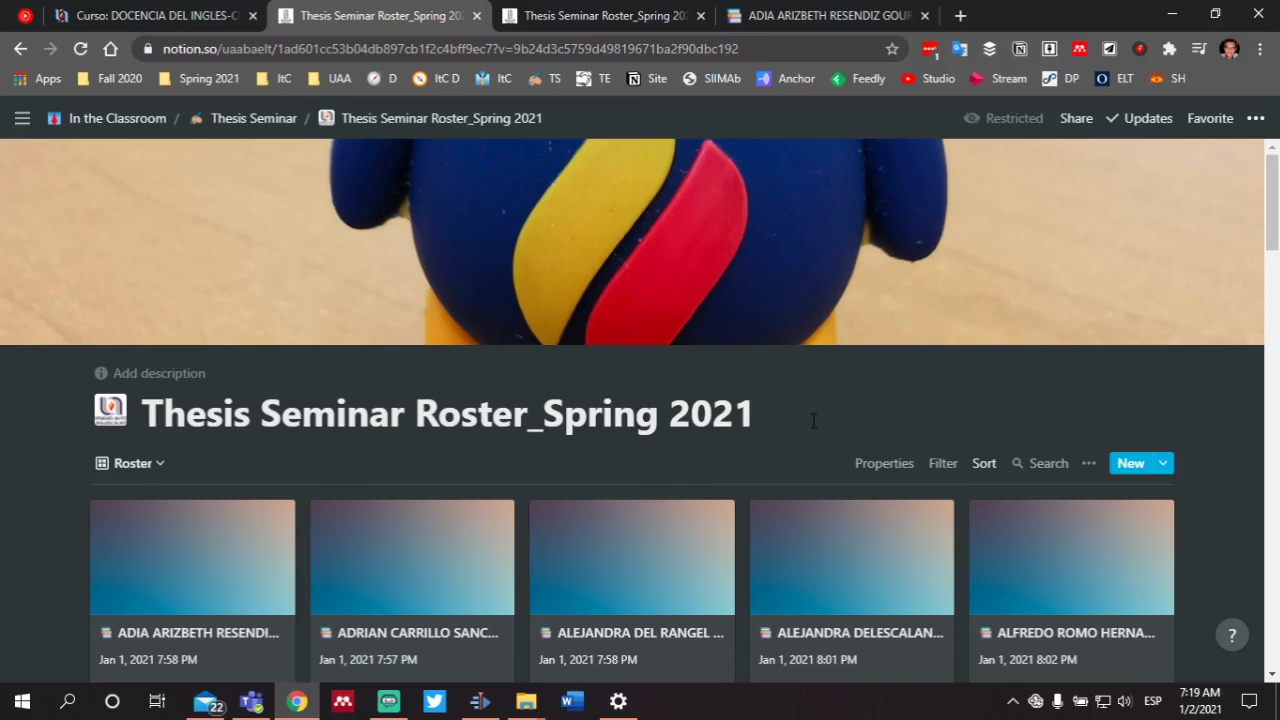 Curso: DOCENCIA DEL INGLES-C
Thesis Seminar Roster_Spring 202
Thesis Seminar Roster_Spring 202
ADIA ARIZBETH RESENDIZ GOUR
notion.so/uaabaelt/1ad601cc53b04db897cb1f2c4bff9ec7?v=9b24d3c5759d49819671ba2f90dbc192
Apps Fall 2020 Spring 2021 ItC UAA D ItC D ItC TS TE Site SIIMAb Anchor Feedly Studio Stream DP ELT SH
In the Classroom / Thesis Seminar / Thesis Seminar Roster_Spring 2021
Restricted Share Updates Favorite
Add description
Thesis Seminar Roster_Spring 2021
Roster
Properties Filter Sort Search New
ADIA ARIZBETH RESENDI...
Jan 1, 2021 7:58 PM
ADRIAN CARRILLO SANC...
Jan 1, 2021 7:57 PM
ALEJANDRA DEL RANGEL ...
Jan 1, 2021 7:58 PM
ALEJANDRA DELESCALAN...
Jan 1, 2021 8:01 PM
ALFREDO ROMO HERNA...
Jan 1, 2021 8:02 PM
?
22
ESP
7:19 AM
1/2/2021